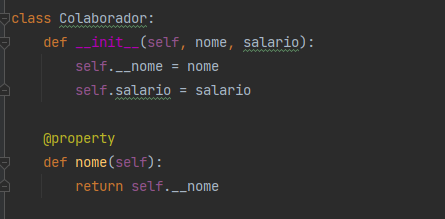 class Colaborador:
    def __init__(self, nome, salario):
        self.__nome = nome
        self.salario = salario

    @property
    def nome(self):
        return self.__nome